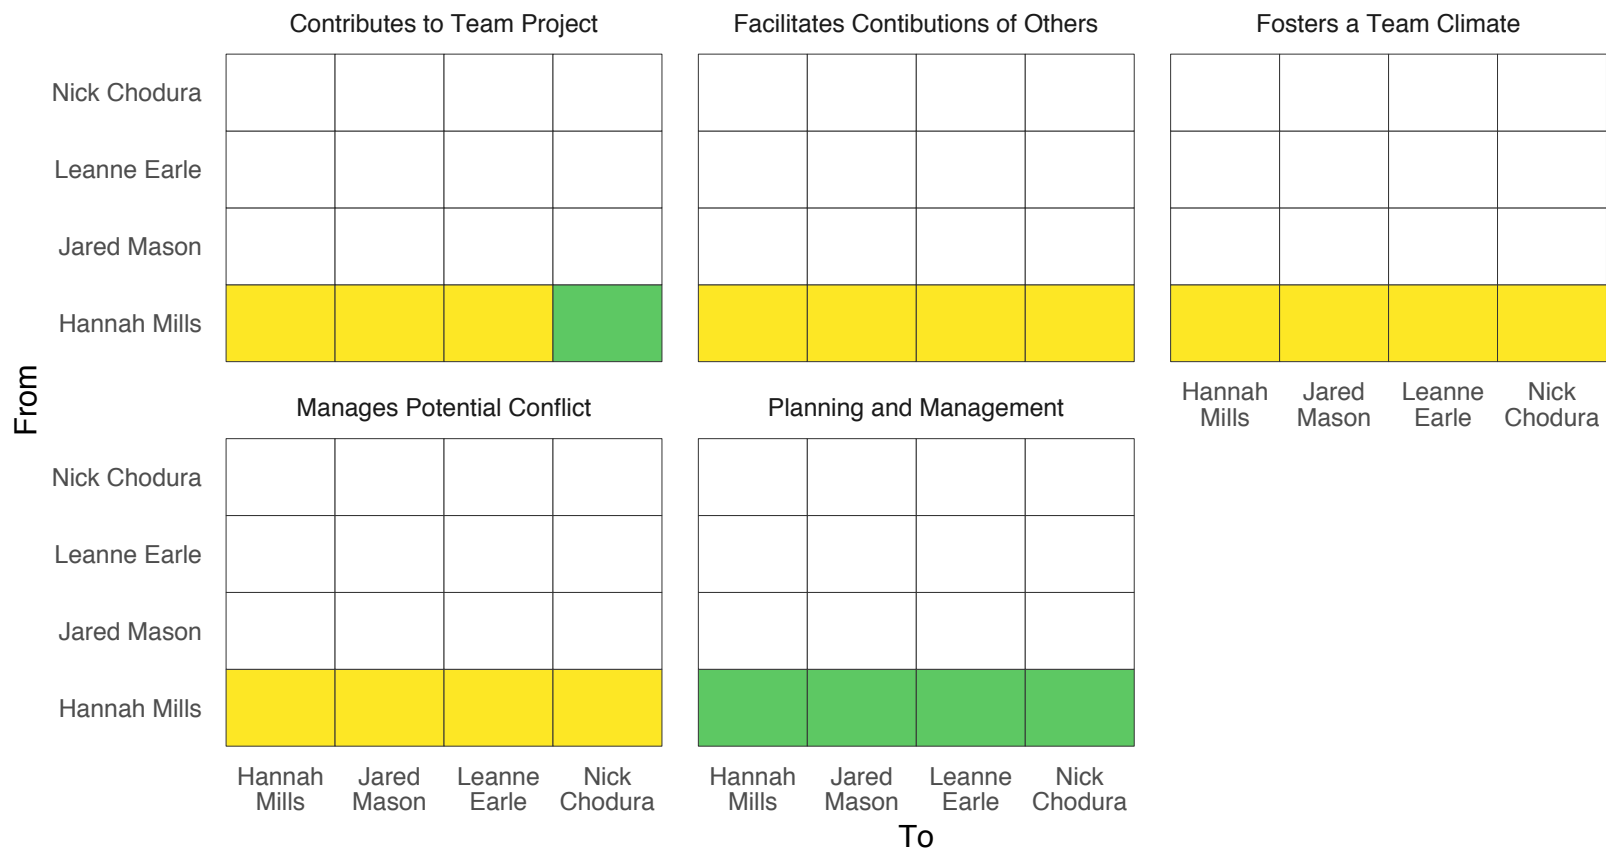 Contributes to Team Project
Facilitates Contibutions of Others
Fosters a Team Climate
Nick Chodura
Leanne Earle
Jared Mason
Hannah Mills
Hannah
Mills
Jared
Mason
Leanne
Earle
Nick
Chodura
From
Manages Potential Conflict
Planning and Management
Nick Chodura
Leanne Earle
Jared Mason
Hannah Mills
Hannah
Mills
Jared
Mason
Leanne
Earle
Nick
Chodura
Hannah
Mills
Jared
Mason
Leanne
Earle
Nick
Chodura
To